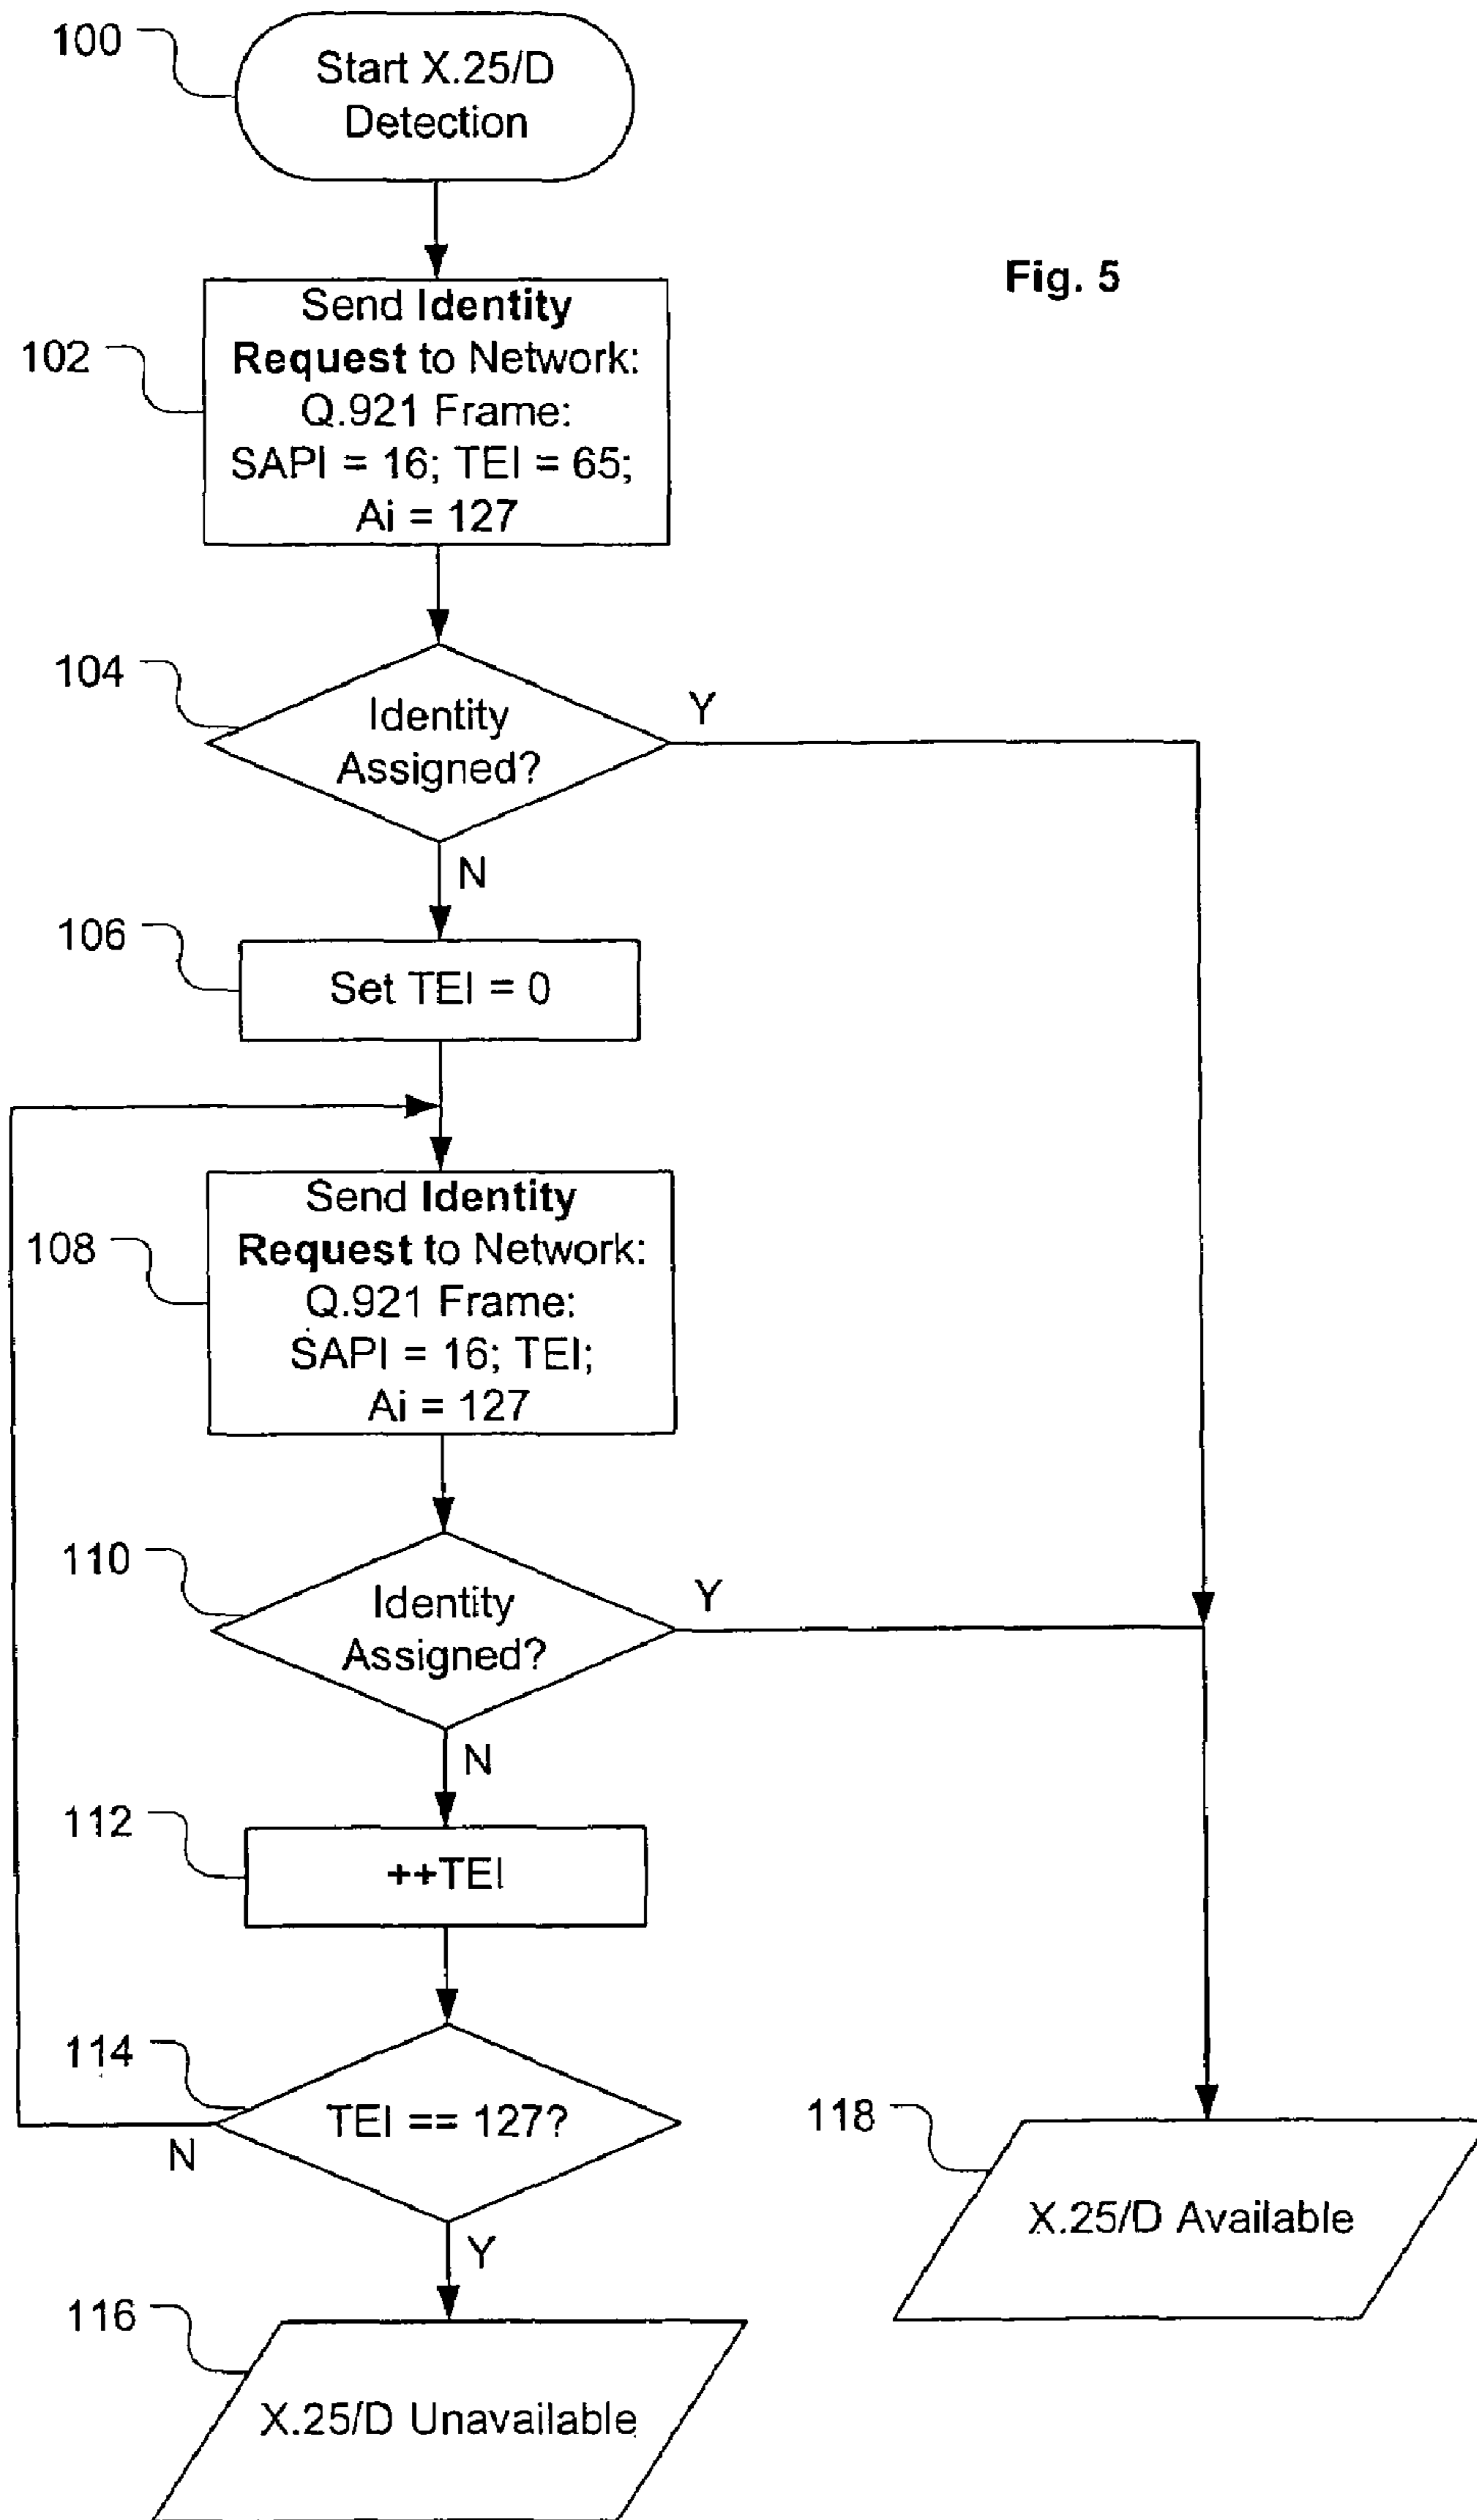 100
Start X.25/D
Detection
Fig. 5
102
Send Identity
Request to Network:
Q.921 Frame:
SAPI = 16; TEI = 65;
Ai = 127
104
Identity
Assigned?
Y
N
106
Set TEI = 0
108
Send Identity
Request to Network:
Q.921 Frame:
SAPI = 16; TEI;
Ai = 127
110
Identity
Assigned?
Y
N
112
++TEI
114
TEI == 127?
N
Y
118
X.25/D Available
116
X.25/D Unavailable